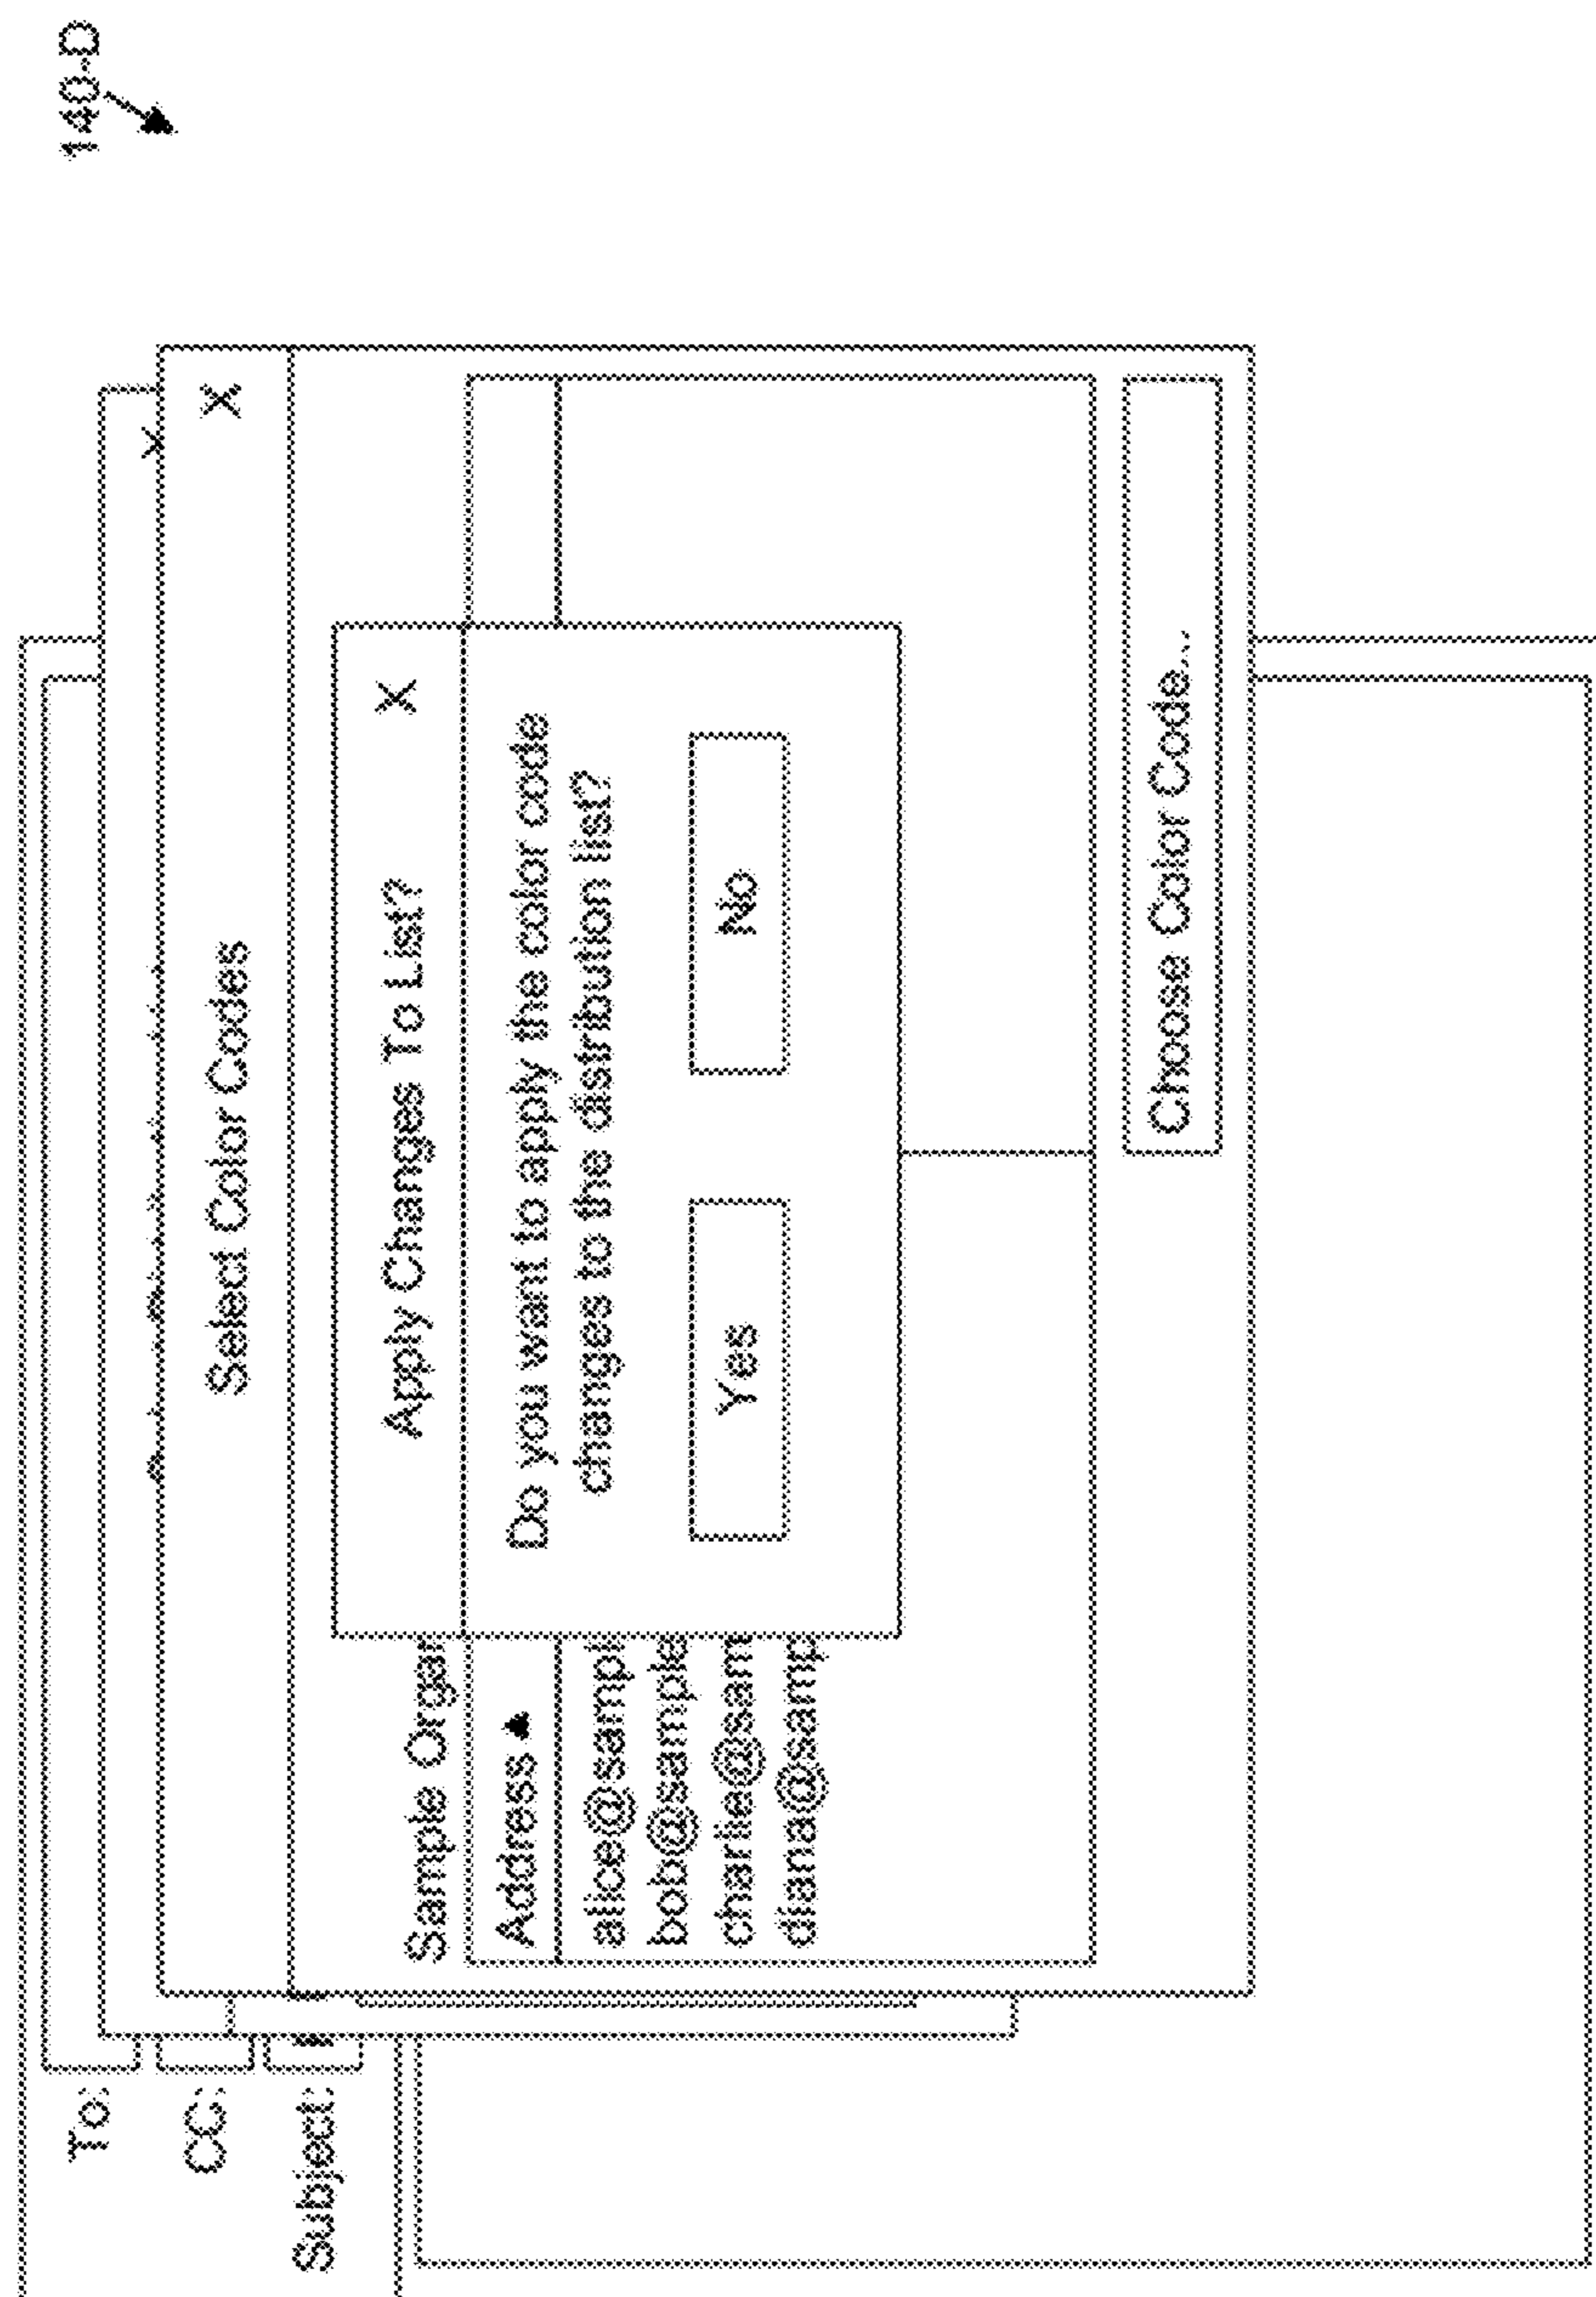 140-D
To:
CC:
Subject:
X
Select Color Codes X
Apply Changes To List? X
Sample Organ
Address ▲
Do you want to apply the color code
changes to the distribution list?
alice@sampl
bob@sample
charlie@sam
diana@samp
Yes No
Choose Color Code...